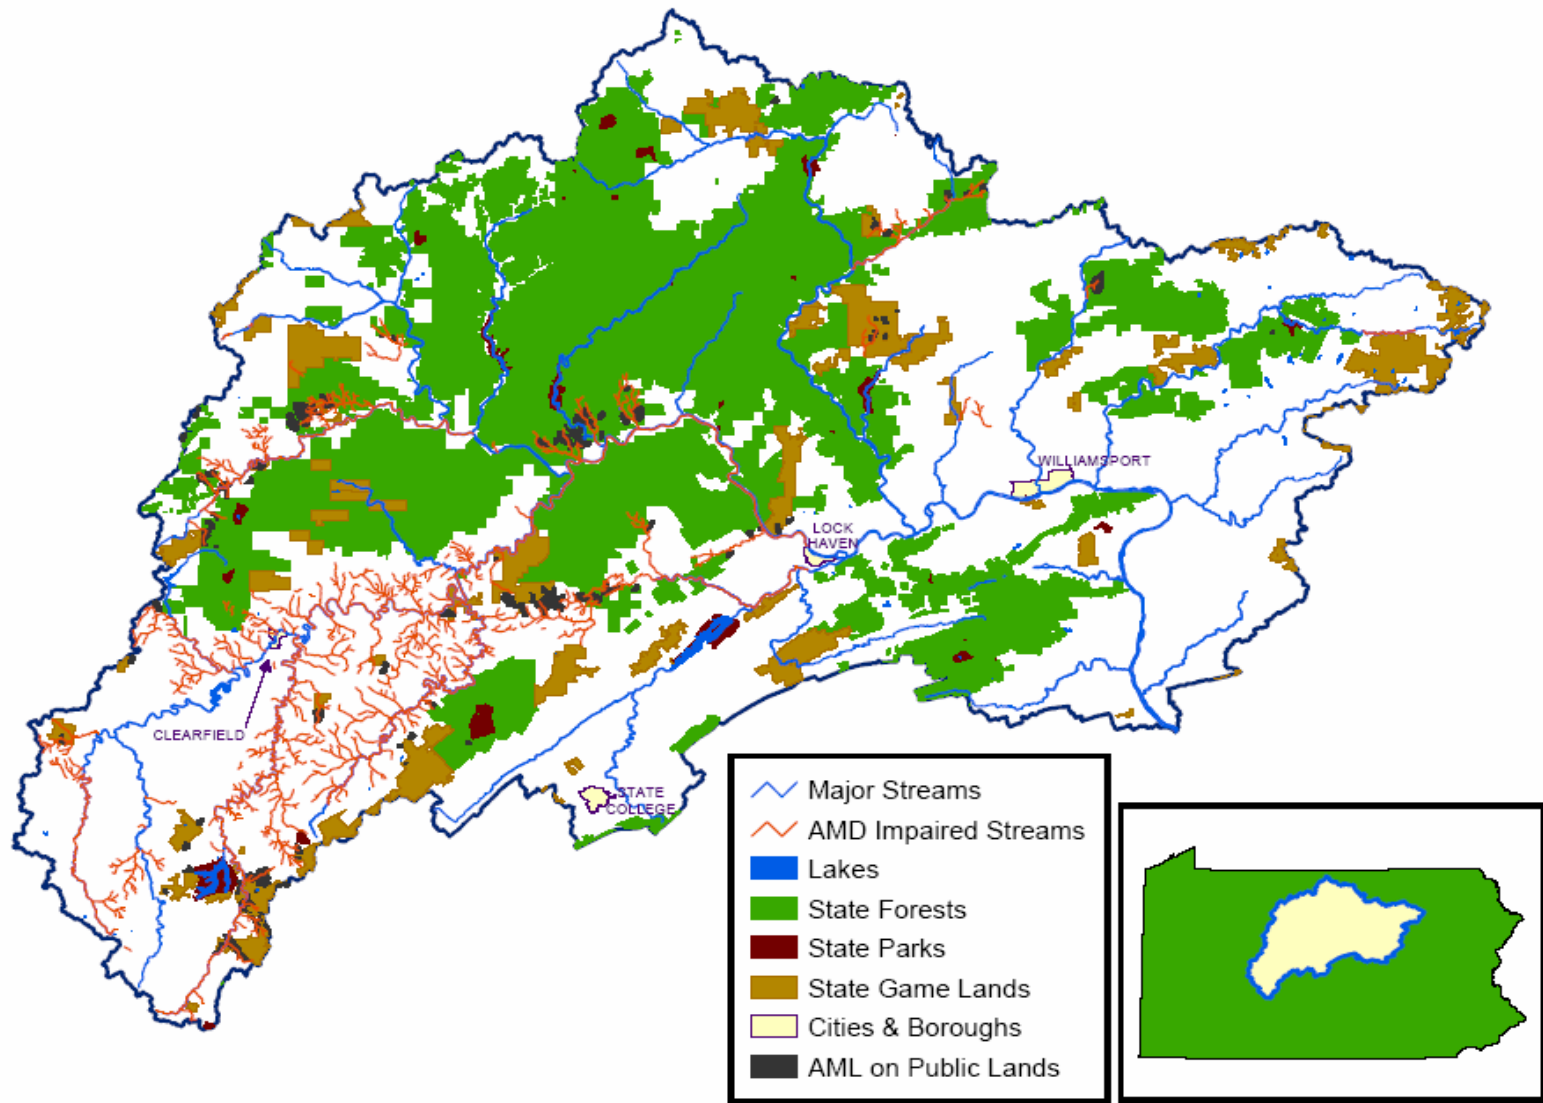 WILLIAMSPORT
LOCK
HAVEN
CLEARFIELD
STATE
COLLEGE
Major Streams
AMD Impaired Streams
Lakes
State Forests
State Parks
State Game Lands
Cities & Boroughs
AML on Public Lands